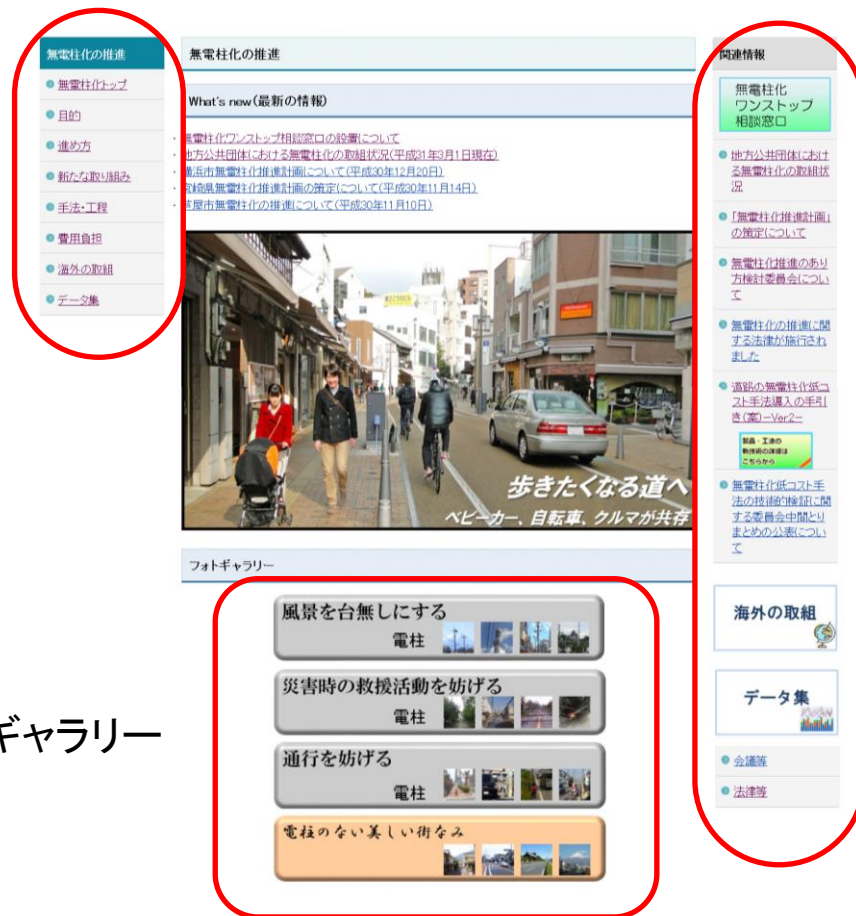 無電柱化の推進
無電柱化トップ
目的
進め方
新たな取り組み
手法・工程
費用負担
海外の取組
データ集
無電柱化の推進
What's new(最新の情報)
無電柱化ワンストップ相談窓口の設置について
地方公共団体における無電柱化の取組状況(平成31年3月1日現在)
横浜市無電柱化推進計画について(平成30年12月20日)
宮崎県無電柱化推進計画の策定について(平成30年11月14日)
芦屋市無電柱化の推進について(平成30年11月10日)
歩きたくなる道へ
ベビーカー、自転車、クルマが共存
フォトギャラリー
風景を台無しにする
電柱
災害時の救援活動を妨げる
電柱
通行を妨げる
電柱
電柱のない美しい街なみ
ギャラリー
関連情報
無電柱化
ワンストップ
相談窓口
地方公共団体におけ
る無電柱化の取組状
況
「無電柱化推進計画」
の策定について
無電柱化推進のあり
方検討委員会につい
て
無電柱化の推進に関
する法律が施行され
ました
道路の無電柱化低コ
スト手法導入の手引
き(案)-Ver2-
製品・工法の
新技術の詳細は
こちらから
無電柱化低コスト手
法の技術的検証に関
する委員会中間とり
まとめの公表につい
て
海外の取組
データ集
会議等
法律等